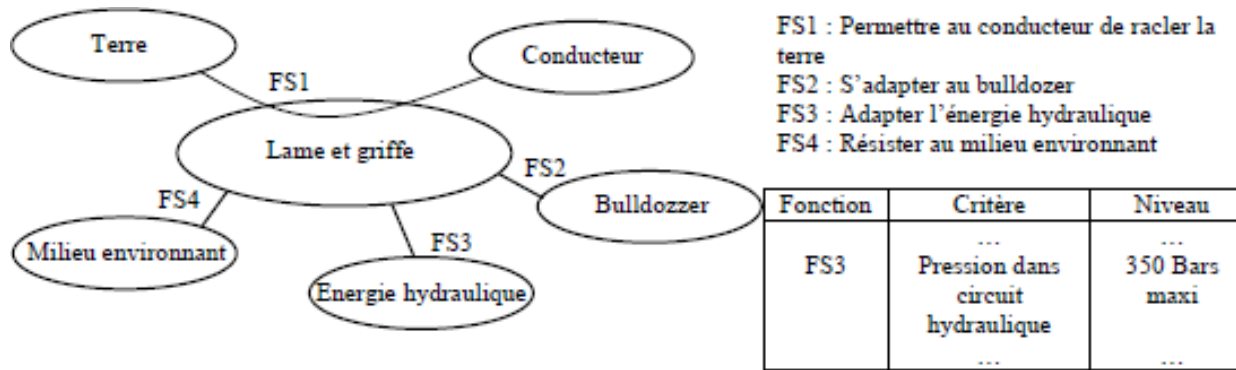 Terre
Conducteur
FS1
Lame et griffe
FS2
Bulldozzer
FS4
Milieu environnant
FS3
Energie hydraulique
FS1 : Permettre au conducteur de racler la
terre
FS2 : S’adapter au bulldozer
FS3 : Adapter l’énergie hydraulique
FS4 : Résister au milieu environnant
Fonction Critère Niveau
... ...
FS3 Pression dans 350 Bars
circuit maxi
hydraulique
... ...